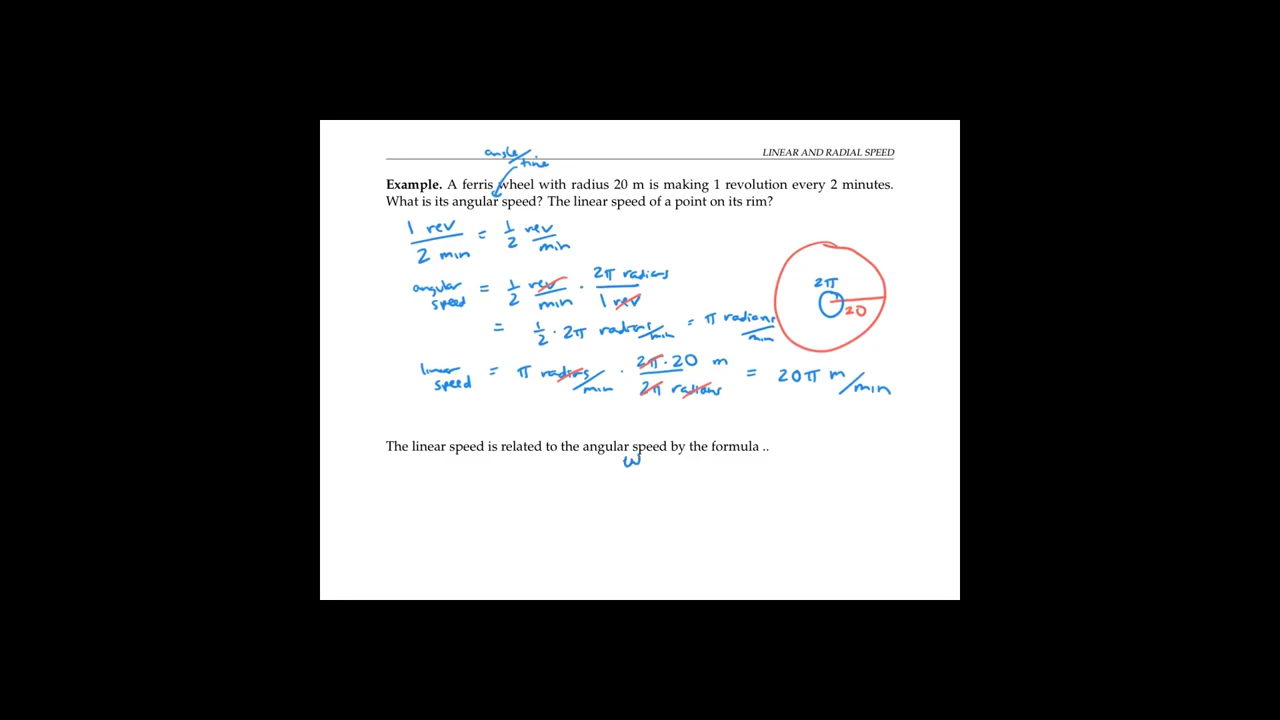 LINEAR AND RADIAL SPEED
angle/time
Example. A ferris wheel with radius 20 m is making 1 revolution every 2 minutes.
What is its angular speed? The linear speed of a point on its rim?
1 rev / 2 min = 1/2 rev/min
angular speed = 1/2 rev/min · 2π radians / 1 rev
= 1/2 · 2π radians/min = π radians/min
2π
20
linear speed = π radians/min · 2π · 20 m / 2π radians = 20π m/min
The linear speed is related to the angular speed by the formula ..
ω